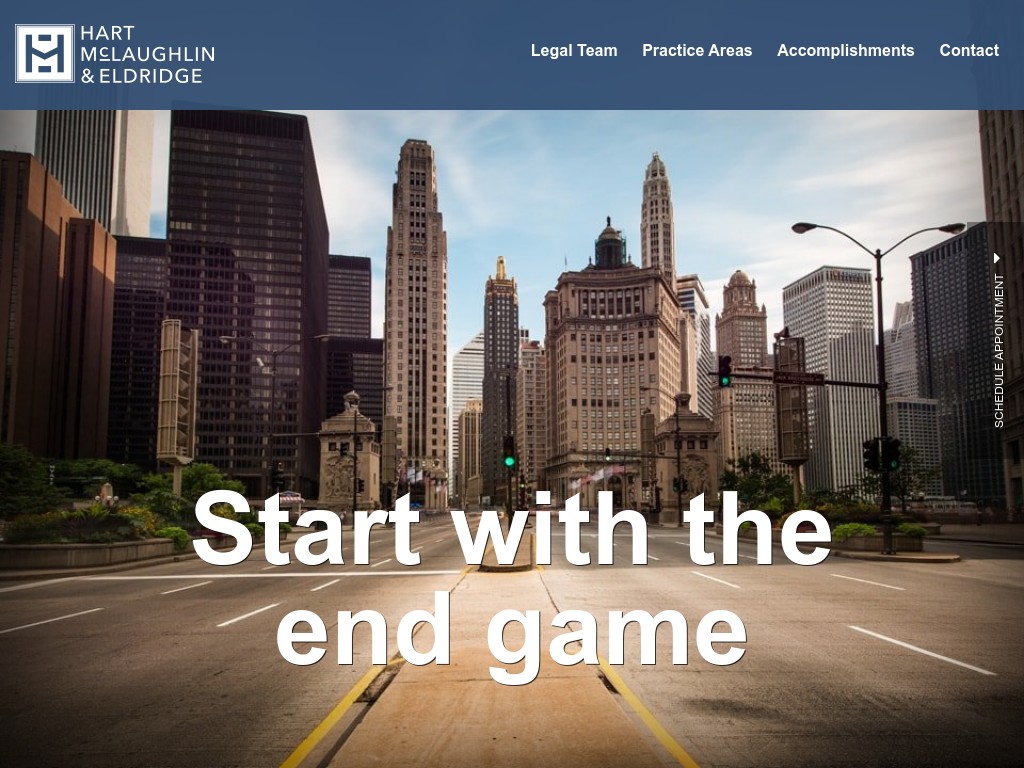 HART
McLAUGHLIN
& ELDRIDGE
Legal Team
Practice Areas
Accomplishments
Contact
SCHEDULE APPOINTMENT
Start with the
end game